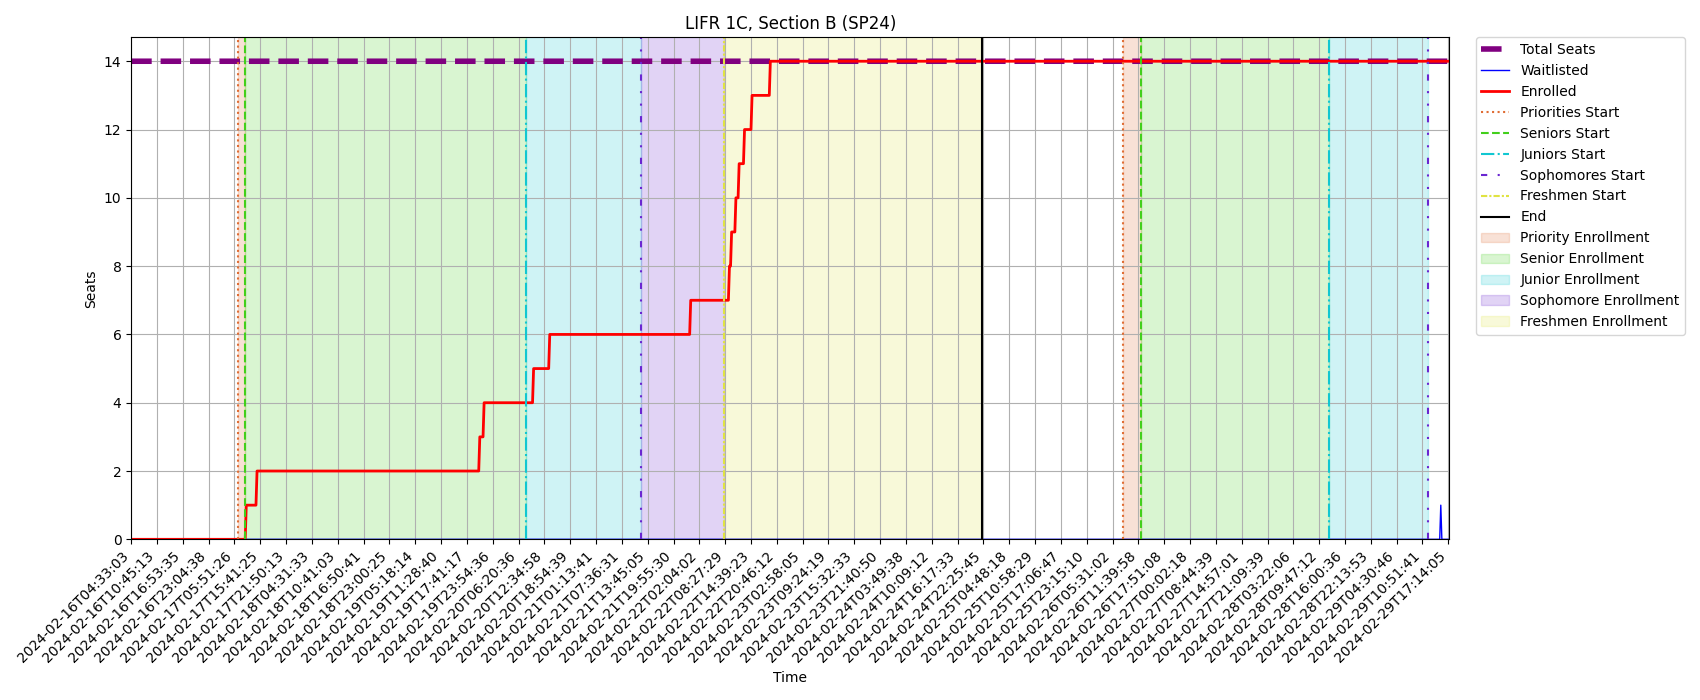 LIFR 1C, Section B (SP24)
Total Seats
Waitlisted
Enrolled
Priorities Start
Seniors Start
Juniors Start
Sophomores Start
Freshmen Start
End
Priority Enrollment
Senior Enrollment
Junior Enrollment
Sophomore Enrollment
Freshmen Enrollment
Seats
14
12
10
8
6
4
2
0
2024-02-16T04:33:03
2024-02-16T10:45:13
2024-02-16T16:53:35
2024-02-16T23:04:38
2024-02-17T05:51:26
2024-02-17T15:41:25
2024-02-17T21:50:13
2024-02-18T04:31:33
2024-02-18T10:41:03
2024-02-18T16:50:41
2024-02-18T23:00:25
2024-02-19T05:18:14
2024-02-19T11:28:40
2024-02-19T17:41:17
2024-02-19T23:54:36
2024-02-20T06:20:36
2024-02-20T12:34:58
2024-02-20T18:54:39
2024-02-21T01:13:41
2024-02-21T07:36:31
2024-02-21T13:45:05
2024-02-21T19:55:30
2024-02-22T02:04:02
2024-02-22T08:27:29
2024-02-22T14:39:23
2024-02-22T20:46:12
2024-02-23T02:58:05
2024-02-23T09:24:19
2024-02-23T15:32:33
2024-02-23T21:40:50
2024-02-24T03:49:38
2024-02-24T10:09:12
2024-02-24T16:17:33
2024-02-24T22:25:45
2024-02-25T04:48:18
2024-02-25T10:58:29
2024-02-25T17:06:47
2024-02-25T23:15:10
2024-02-26T05:31:02
2024-02-26T11:39:58
2024-02-26T17:51:08
2024-02-27T00:02:18
2024-02-27T08:44:39
2024-02-27T14:57:01
2024-02-27T21:09:39
2024-02-28T03:22:06
2024-02-28T09:47:12
2024-02-28T16:00:36
2024-02-28T22:13:53
2024-02-29T04:30:46
2024-02-29T10:51:41
2024-02-29T17:14:05
Time